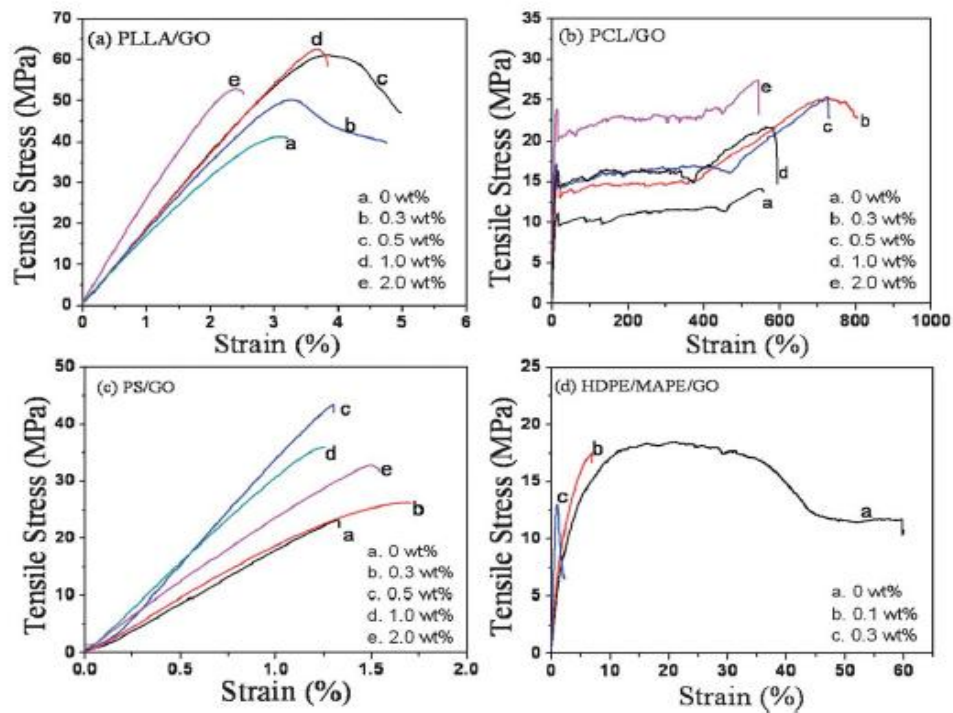 (a) PLLA/GO
70
60
50
40
30
20
10
0
Tensile Stress (MPa)
a
b
c
d
e
a. 0 wt%
b. 0.3 wt%
c. 0.5 wt%
d. 1.0 wt%
e. 2.0 wt%
0 1 2 3 4 5 6
Strain (%)
(b) PCL/GO
35
30
25
20
15
10
5
0
Tensile Stress (MPa)
e
c
b
d
a
a. 0 wt%
b. 0.3 wt%
c. 0.5 wt%
d. 1.0 wt%
e. 2.0 wt%
0 200 400 600 800 1000
Strain (%)
(c) PS/GO
50
40
30
20
10
0
Tensile Stress (MPa)
c
d
e
b
a
a. 0 wt%
b. 0.3 wt%
c. 0.5 wt%
d. 1.0 wt%
e. 2.0 wt%
0.0 0.5 1.0 1.5 2.0
Strain (%)
(d) HDPE/MAPE/GO
25
20
15
10
5
0
Tensile Stress (MPa)
b
c
a
a. 0 wt%
b. 0.1 wt%
c. 0.3 wt%
0 10 20 30 40 50 60 65
Strain (%)